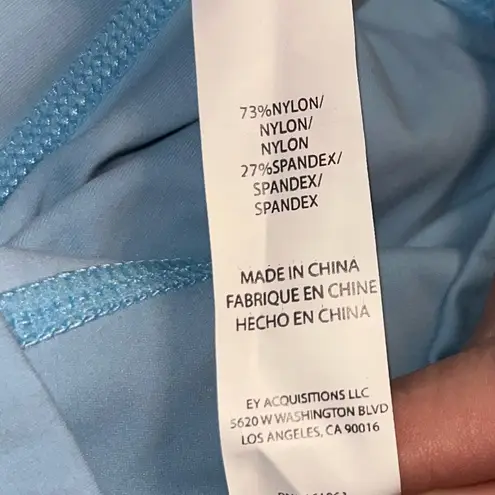 73%NYLON/
NYLON/
NYLON
27%SPANDEX/
SPANDEX/
SPANDEX
MADE IN CHINA
FABRIQUE EN CHINE
HECHO EN CHINA
EY ACQUISITIONS LLC
5620 W WASHINGTON BLVD
LOS ANGELES, CA 90016